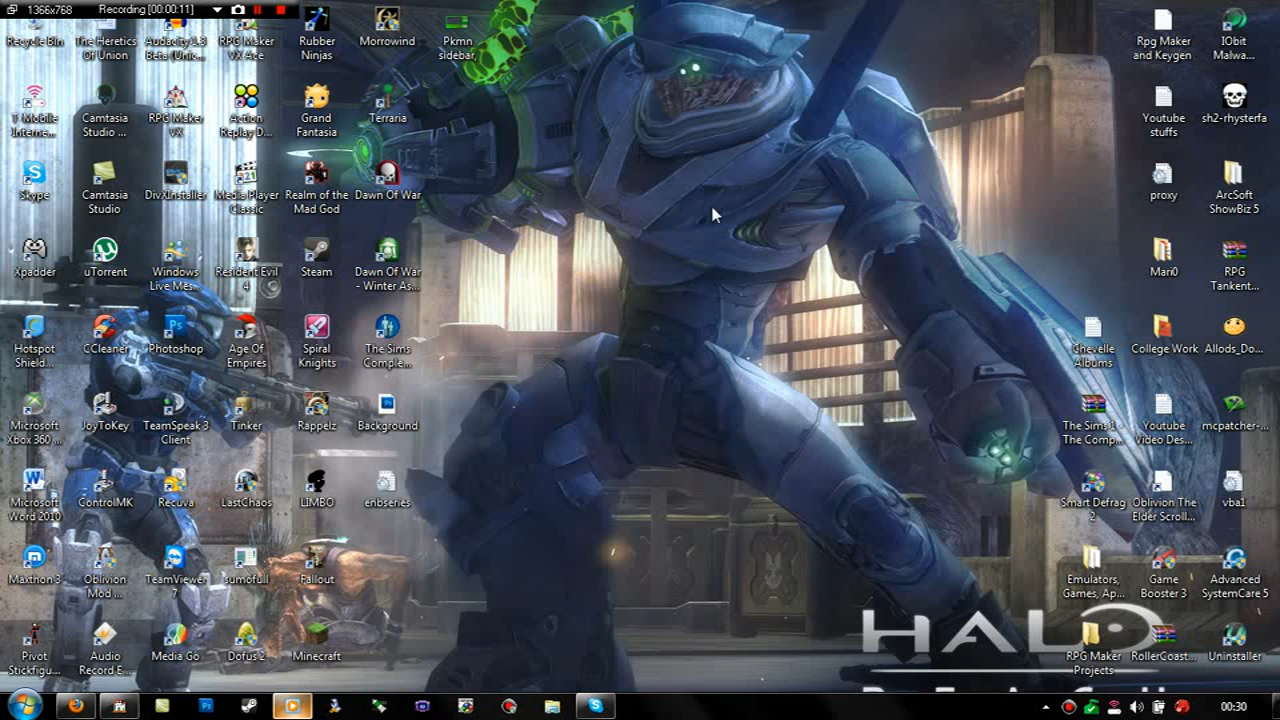 1366x768 Recording [00:00:11]
Recycle Bin
The Heretics
Of Union
Audacity 1.3
Beta (Unic...
RPG Maker
VX Ace
Rubber
Ninjas
Morrowind
Pkmn
sidebar,
Rpg Maker
and Keygen
IObit
Malwa...
T-Mobile
Interne...
Camtasia
Studio ...
RPG Maker
VX
Action
Replay D...
Grand
Fantasia
Terraria
Youtube
stuffs
sh2-rhysterfa
Skype
Camtasia
Studio
DivXInstaller
Media Player
Classic
Realm of the
Mad God
Dawn Of War
proxy
ArcSoft
ShowBiz 5
Xpadder
uTorrent
Windows
Live Mes...
Resident Evil
4
Steam
Dawn Of War
- Winter As...
Mari0
RPG
Tankent...
Hotspot
Shield...
CCleaner
Photoshop
Age Of
Empires
Spiral
Knights
The Sims
Comple...
Chevelle
Albums
College Work
Allods_Do...
Microsoft
Xbox 360 ...
JoyToKey
TeamSpeak 3
Client
Tinker
Rappelz
Background
The Sims 1 -
The Comp...
Youtube
Video Des...
mcpatcher-...
Microsoft
Word 2010
ControlMK
Recuva
LastChaos
LIMBO
enbseries
Smart Defrag
2
Oblivion The
Elder Scroll...
vba1
Maxthon 3
Oblivion
Mod ...
TeamViewer
7
sumofull
Fallout
Emulators,
Games, Ap...
Game
Booster 3
Advanced
SystemCare 5
Pivot
Stickfigu...
Audio
Record E...
Media Go
Dofus 2
Minecraft
RPG Maker
Projects
RollerCoast...
Uninstaller
HALO
REACH
00:30